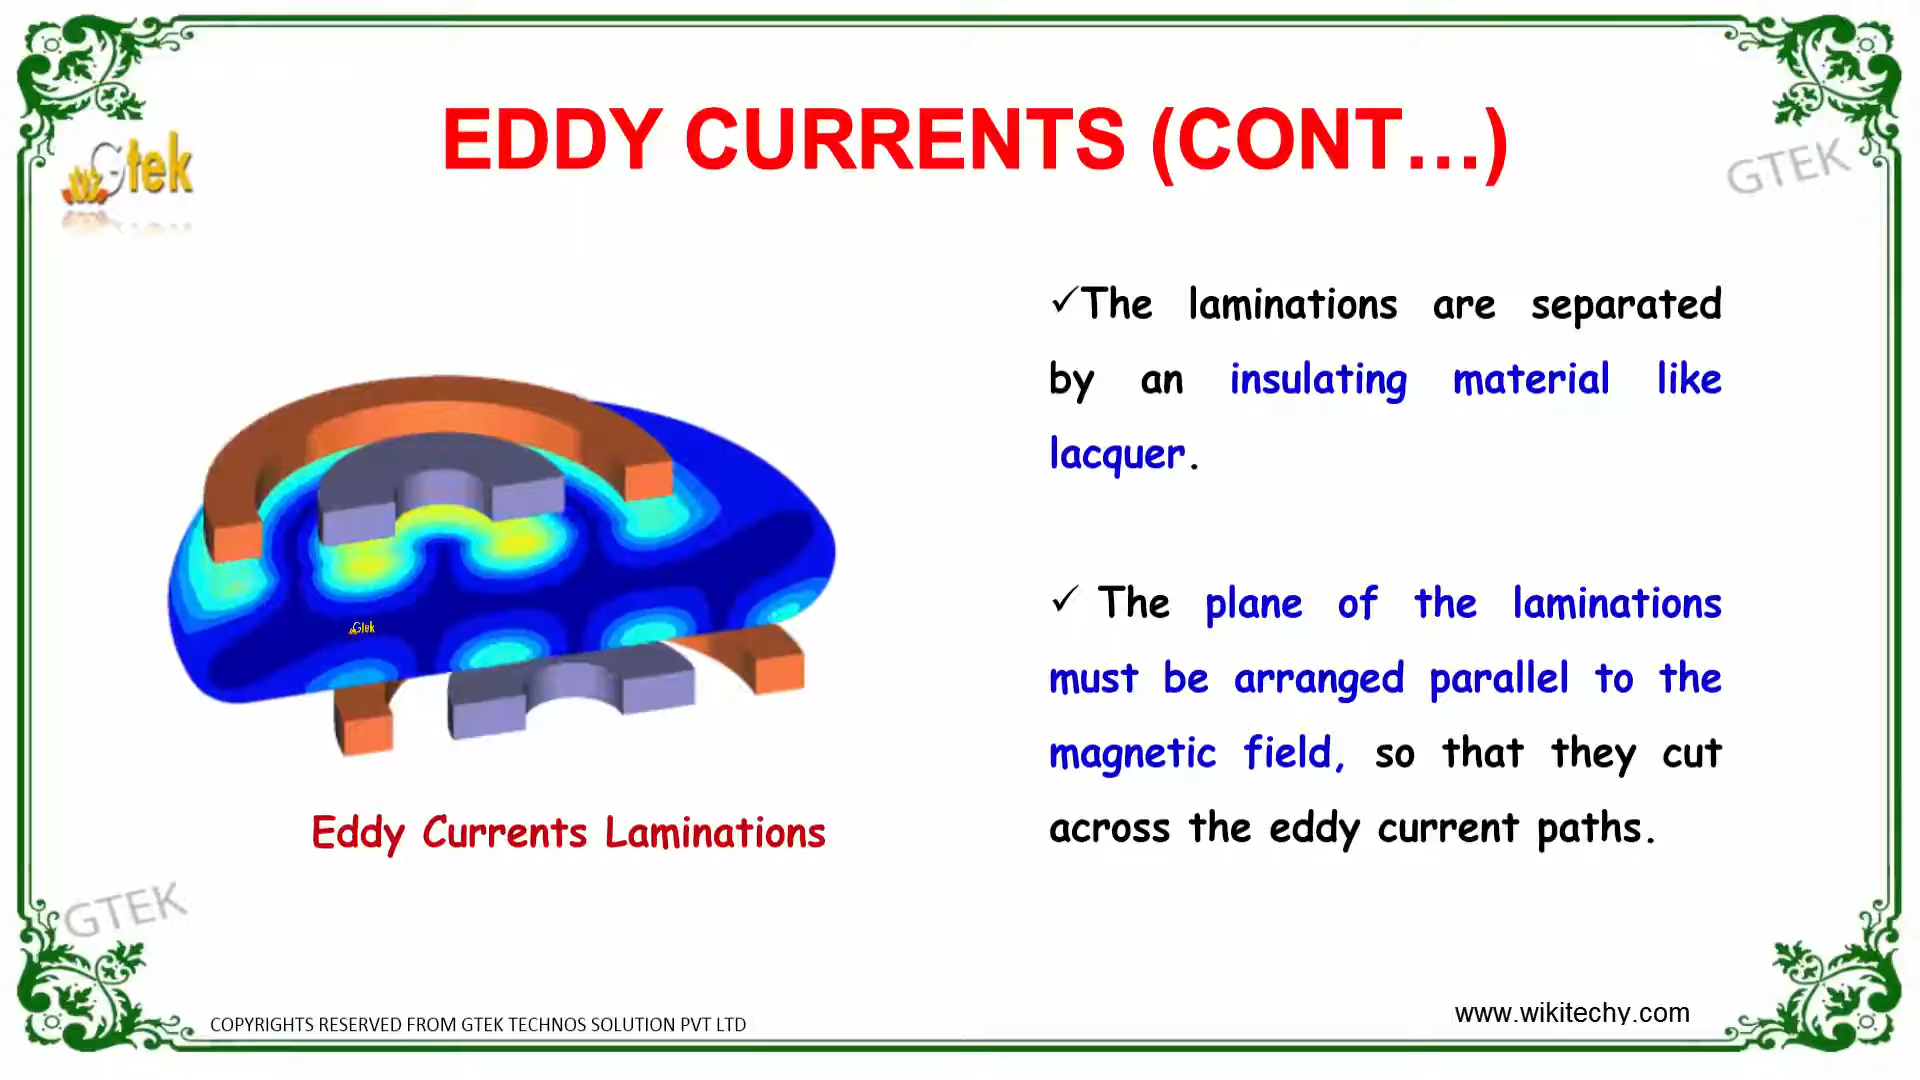 EDDY CURRENTS (CONT...)
Gtek
GTEK
✓The laminations are separated
by an insulating material like
lacquer.
✓ The plane of the laminations
must be arranged parallel to the
magnetic field, so that they cut
across the eddy current paths.
Gtek
Eddy Currents Laminations
GTEK
COPYRIGHTS RESERVED FROM GTEK TECHNOS SOLUTION PVT LTD
www.wikitechy.com